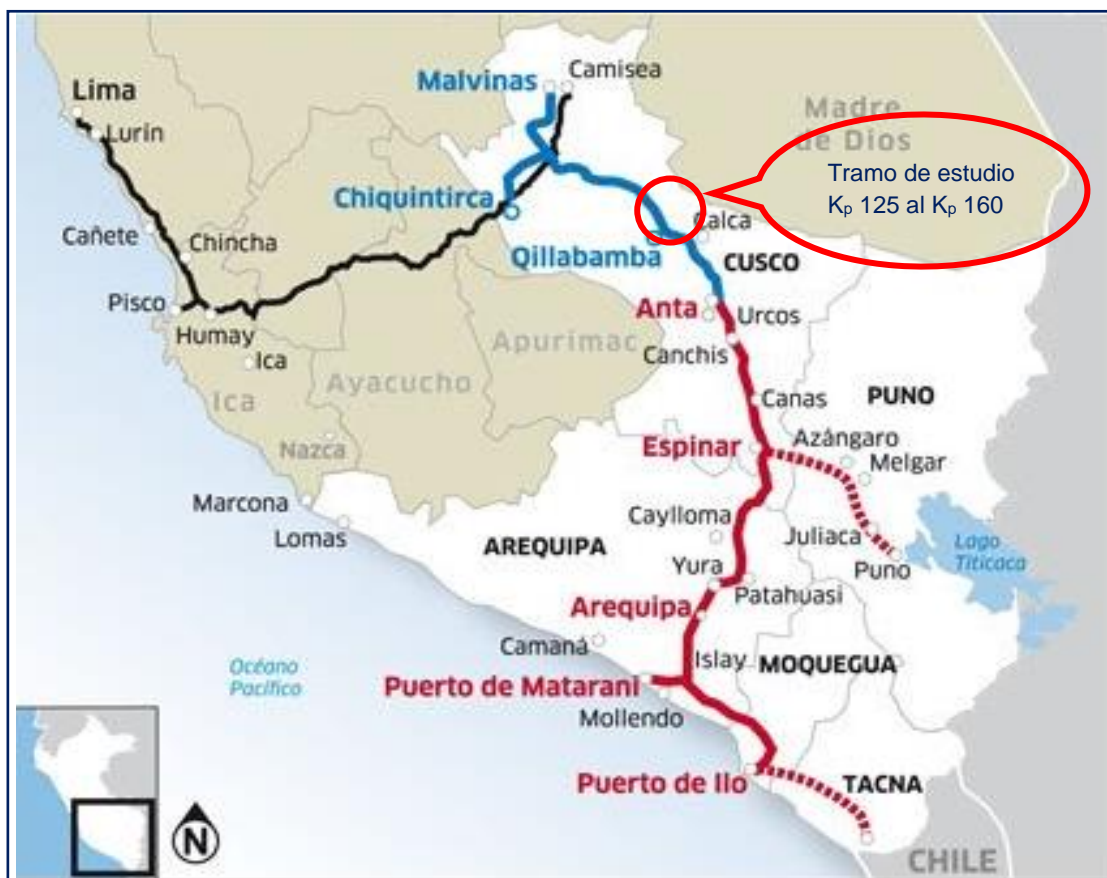 Malvinas
Camisea
Lima
Lurín
Madre
de Dios
Tramo de estudio
Kp 125 al Kp 160
Chiquintirca
Calca
Cañete
Chincha
Qillabamba
CUSCO
Pisco
Humay
Anta
Urcos
Ica
Apurímac
Canchis
Ica
Ayacucho
Canas
PUNO
Nazca
Espinar
Azángaro
Melgar
Marcona
Lomas
Caylloma
AREQUIPA
Juliaca
Lago
Titicaca
Yura
Puno
Patahuasi
Arequipa
Camaná
Islay
MOQUEGUA
Océano
Pacífico
Puerto de Matarani
Mollendo
Puerto de Ilo
TACNA
N
CHILE